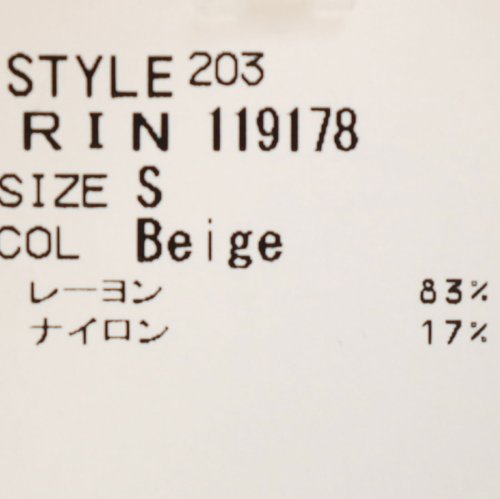 STYLE 203
RIN 119178
SIZE S
COL Beige
レーヨン 83%
ナイロン 17%